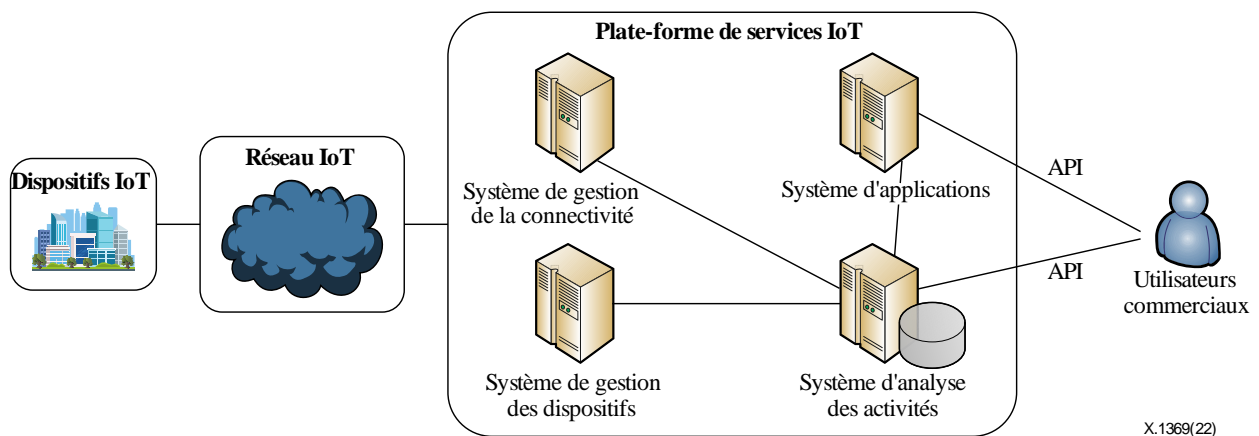 Plate-forme de services IoT
Réseau IoT
Dispositifs IoT
Système de gestion
de la connectivité
Système d'applications
API
API
Utilisateurs
commerciaux
Système de gestion
des dispositifs
Système d'analyse
des activités
X.1369(22)